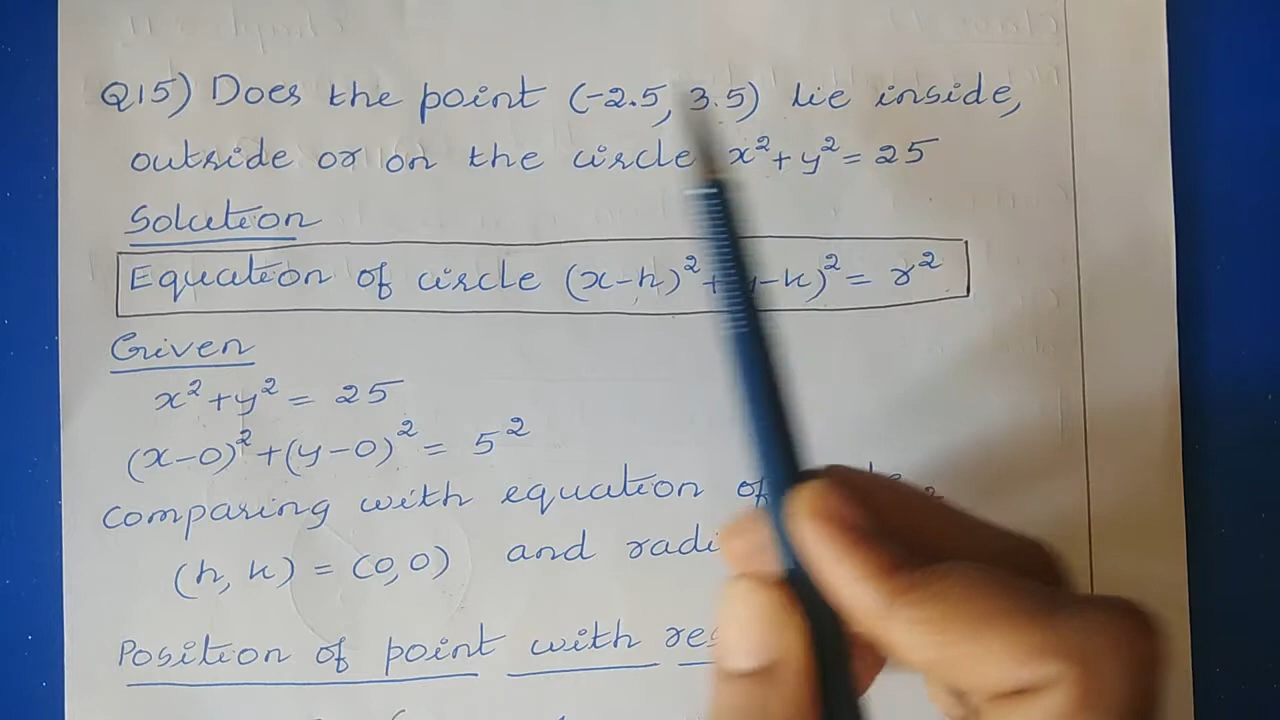 Q15) Does the point (-2.5, 3.5) lie inside,
outside or on the circle x²+y²=25
Solution
Equation of circle (x-h)²+(y-k)²=r²
Given
x²+y²=25
(x-0)²+(y-0)²=5²
comparing with equation of
(h,k)=(0,0) and
Position of point with